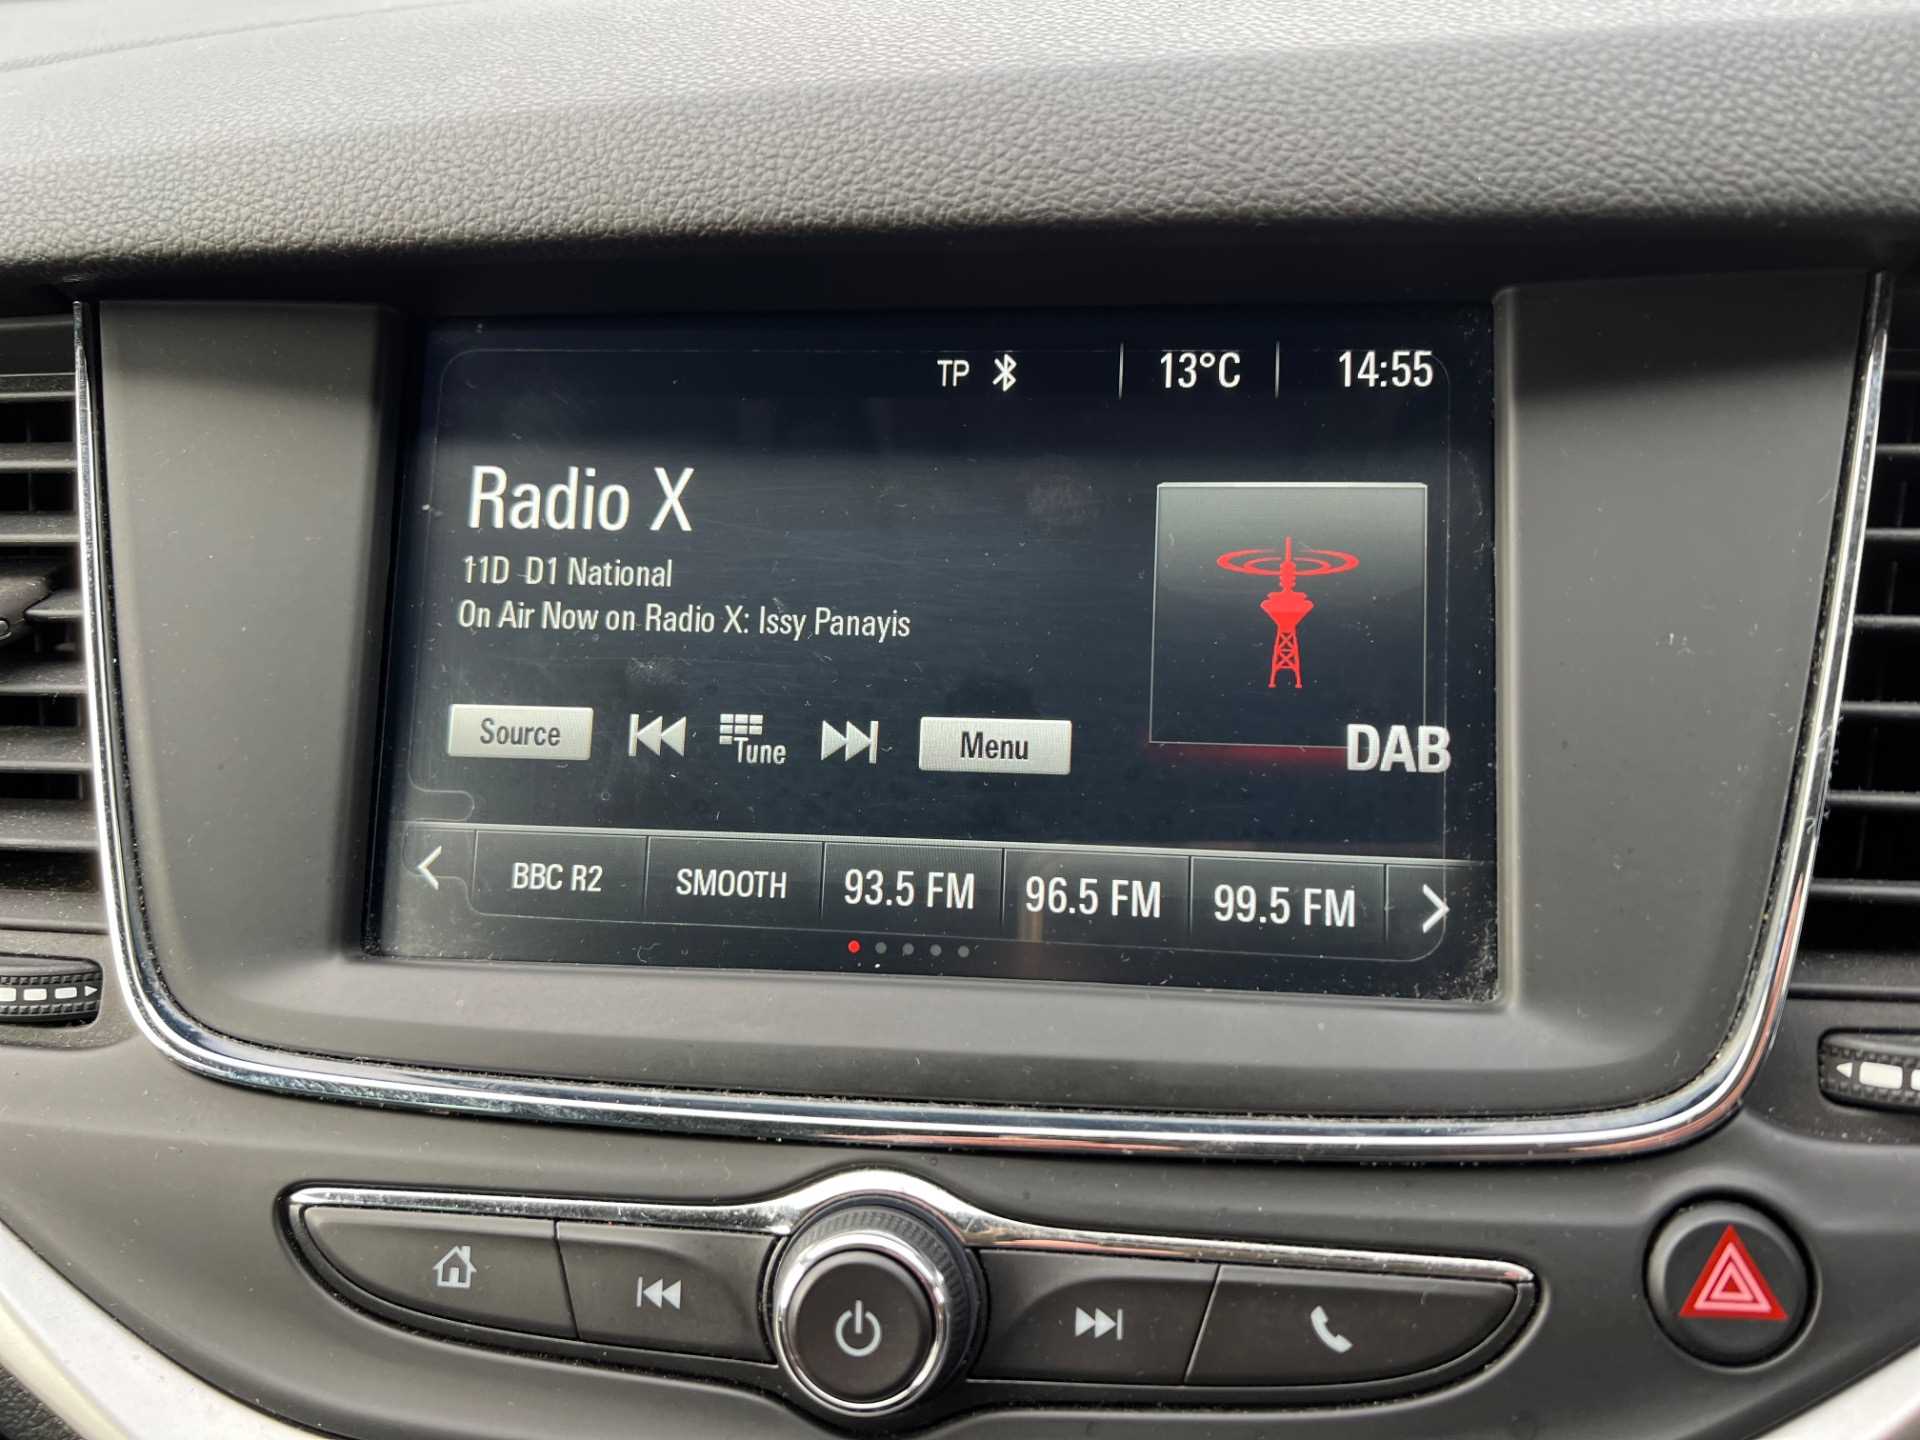 TP 13°C 14:55
Radio X
11D D1 National
On Air Now on Radio X: Issy Panayis
Source Tune Menu
DAB
BBC R2 SMOOTH 93.5 FM 96.5 FM 99.5 FM